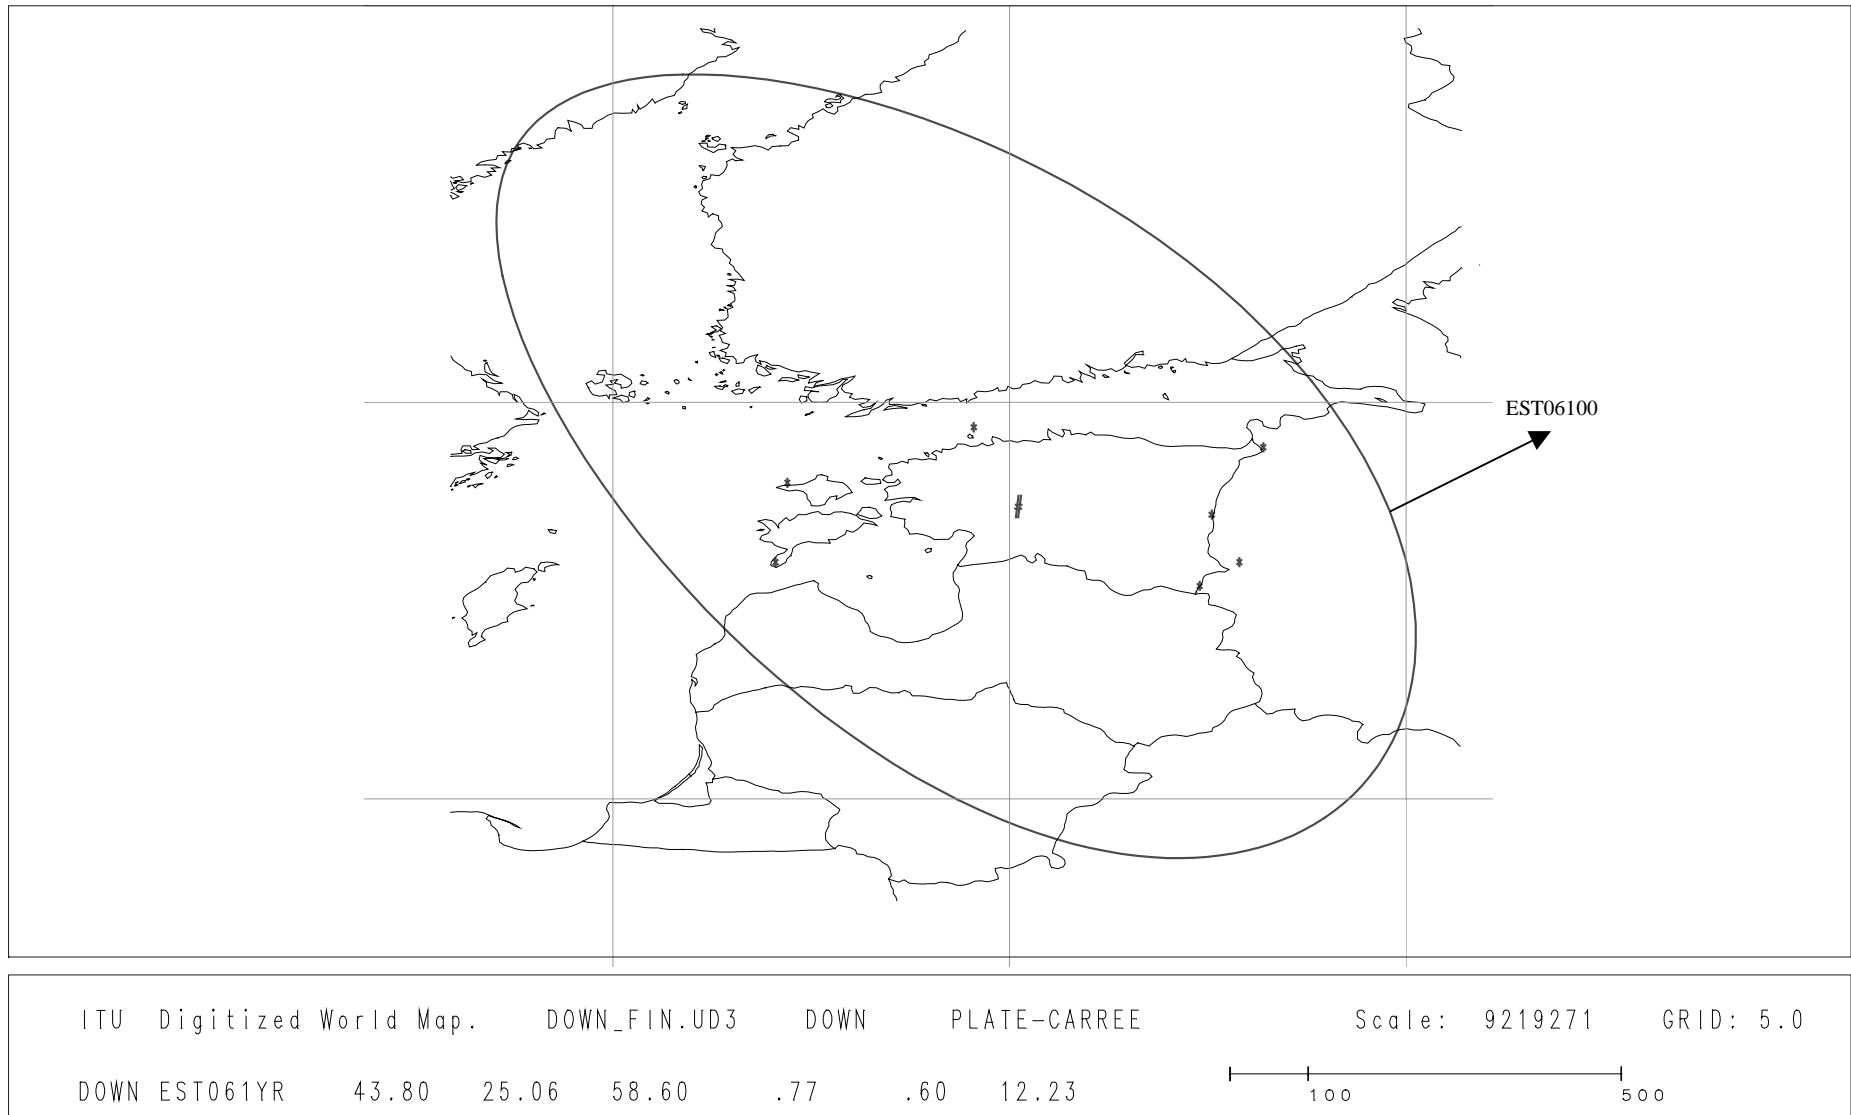 EST06100
ITU Digitized World Map. DOWN_FIN.UD3 DOWN PLATE-CARREE Scale: 9219271 GRID: 5.0
DOWN EST061YR 43.80 25.06 58.60 .77 .60 12.23 100 500